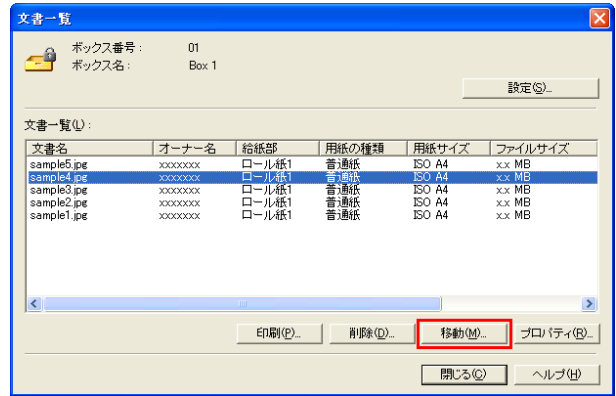 文書一覧
ボックス番号: 01
ボックス名: Box 1
設定(S)...
文書一覧(L):
文書名 オーナー名 給紙部 用紙の種類 用紙サイズ ファイルサイズ
sample5.jpg xxxxxxx ロール紙1 普通紙 ISO A4 x.x MB
sample4.jpg xxxxxxx ロール紙1 普通紙 ISO A4 x.x MB
sample3.jpg xxxxxxx ロール紙1 普通紙 ISO A4 x.x MB
sample2.jpg xxxxxxx ロール紙1 普通紙 ISO A4 x.x MB
sample1.jpg xxxxxxx ロール紙1 普通紙 ISO A4 x.x MB
印刷(P)... 削除(D)... 移動(M)... プロパティ(R)...
閉じる(C) ヘルプ(H)